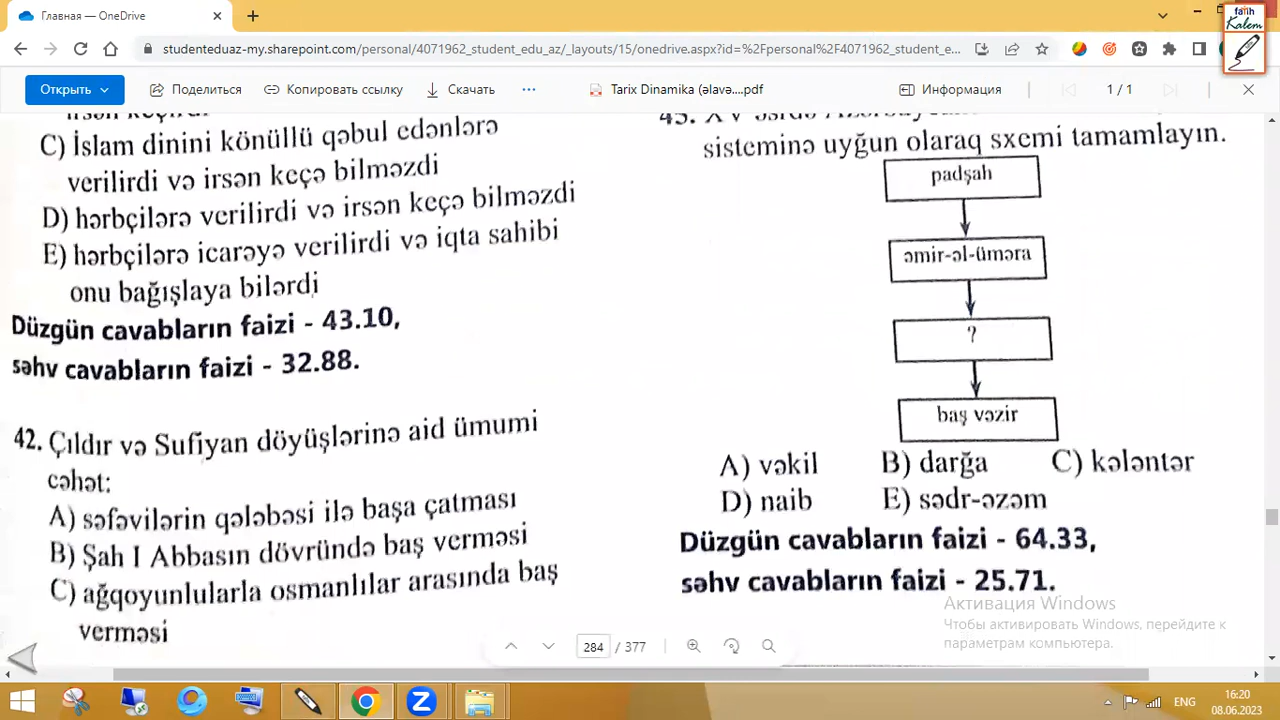 Главная — OneDrive
fatih
Kalem
studenteduaz-my.sharepoint.com/personal/4071962_student_edu_az/_layouts/15/onedrive.aspx?id=%2Fpersonal%2F4071962_student_e...
Открыть
Поделиться
Копировать ссылку
Скачать
Tarix Dinamika (əlavə....pdf
Информация
1 / 1
C) İslam dinini könüllü qəbul edənlərə
verilirdi və irsən keçə bilməzdi
D) hərbçilərə verilirdi və irsən keçə bilməzdi
E) hərbçilərə icarəyə verilirdi və iqta sahibi
onu bağışlaya bilərdi
Düzgün cavabların faizi - 43.10,
səhv cavabların faizi - 32.88.
42. Çıldır və Sufiyan döyüşlərinə aid ümumi
cəhət:
A) səfəvilərin qələbəsi ilə başa çatması
B) Şah I Abbasın dövründə baş verməsi
C) ağqoyunlularla osmanlılar arasında baş
verməsi
sisteminə uyğun olaraq sxemi tamamlayın.
padşah
əmir-əl-üməra
?
baş vəzir
A) vəkil B) darğa C) kələntər
D) naib E) sədr-əzəm
Düzgün cavabların faizi - 64.33,
səhv cavabların faizi - 25.71.
Активация Windows
Чтобы активировать Windows, перейдите к
параметрам компьютера.
284 / 377
ENG
16:20
08.06.2023